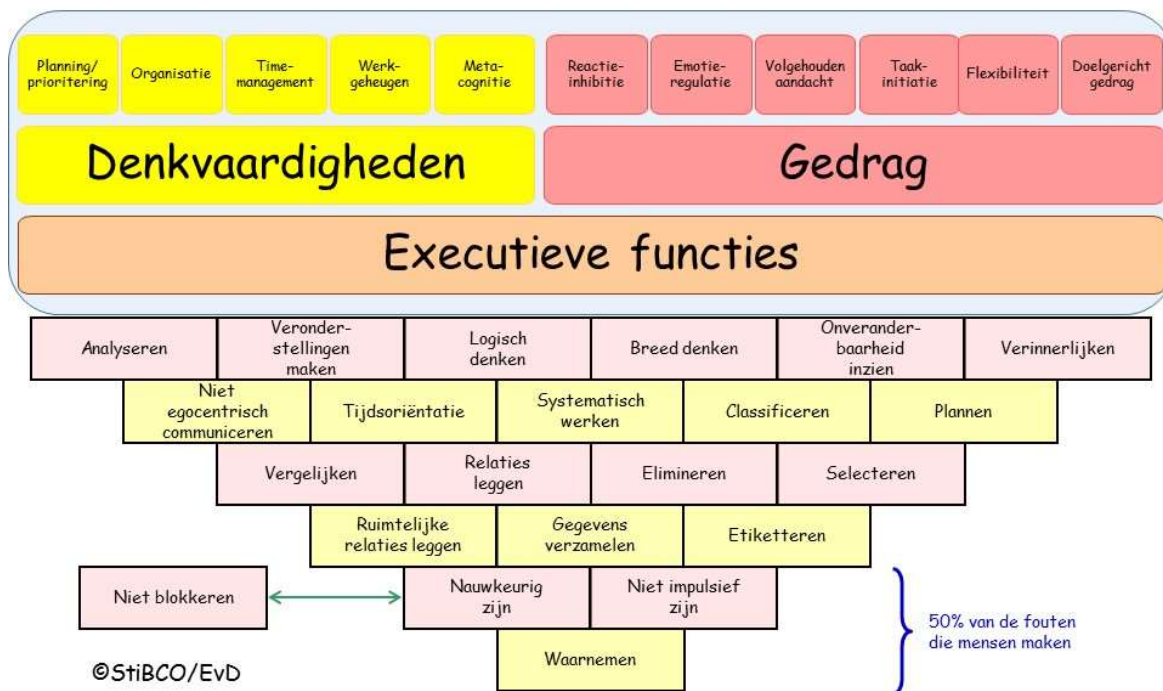 Planning/
prioritering
Organisatie
Time-
management
Werk-
geheugen
Meta-
cognitie
Reactie-
inhibitie
Emotie-
regulatie
Volgehouden
aandacht
Taak-
initiatie
Flexibiliteit
Doelgericht
gedrag
Denkvaardigheden
Gedrag
Executieve functies
Analyseren
Veronder-
stellingen
maken
Logisch
denken
Breed denken
Onverander-
baarheid
inzien
Verinnerlijken
Niet
egocentrisch
communiceren
Tijdsoriëntatie
Systematisch
werken
Classificeren
Plannen
Vergelijken
Relaties
leggen
Elimineren
Selecteren
Ruimtelijke
relaties leggen
Gegevens
verzamelen
Etiketteren
Niet blokkeren
Nauwkeurig
zijn
Niet impulsief
zijn
50% van de fouten
die mensen maken
Waarnemen
©StiBCO/EvD